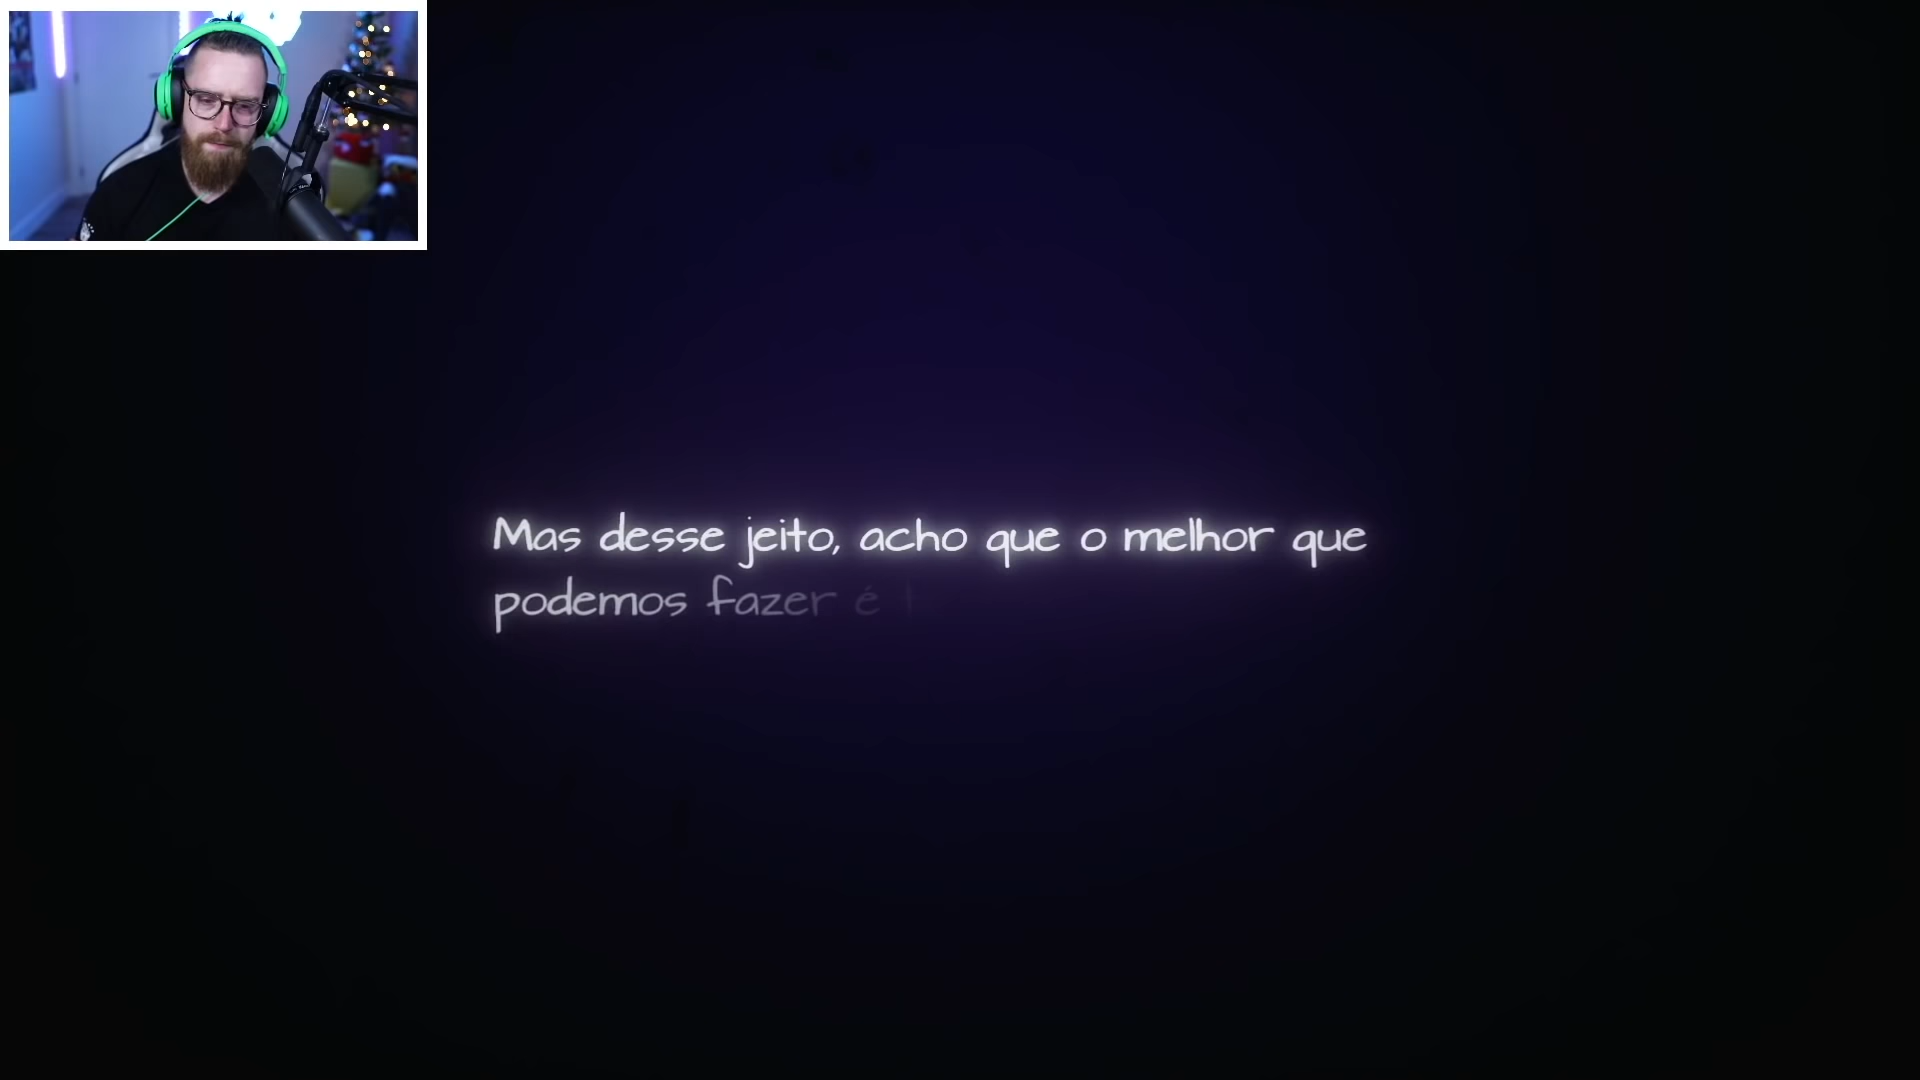 Mas desse jeito, acho que o melhor que
podemos fazer é